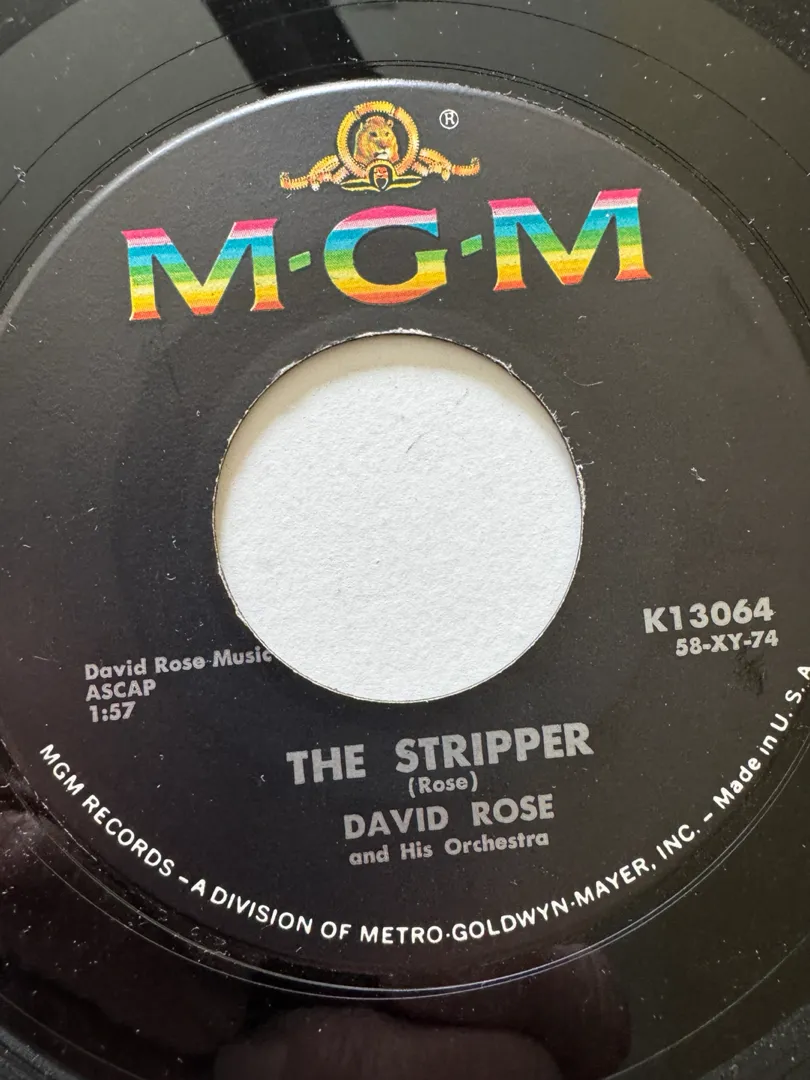 ®
M·G·M
K13064
58-XY-74
David Rose Music
ASCAP
1:57
THE STRIPPER
(Rose)
DAVID ROSE
and His Orchestra
MGM RECORDS – A DIVISION OF METRO·GOLDWYN·MAYER, INC. – Made in U. S. A